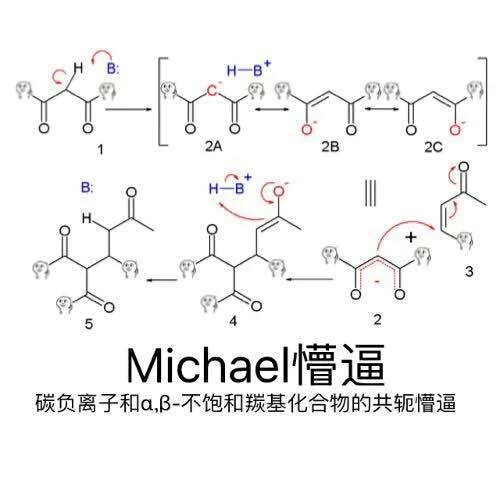 H B:
H-B+
C-
O O O O O O-
1 2A 2B 2C
B: H-B+ O- O
H O
O O +
O O - 3
O O O O
5 4 2
Michael懵逼
碳负离子和α,β-不饱和羰基化合物的共轭懵逼